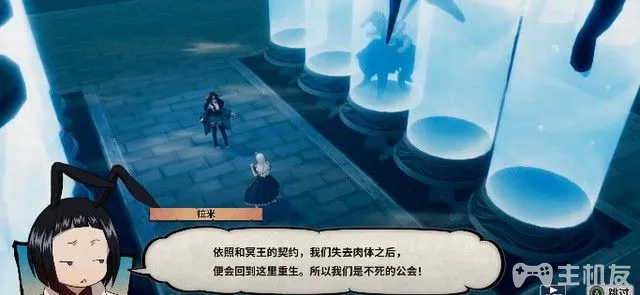 拉米
依照和冥王的契约，我们失去肉体之后，
便会回到这里重生。所以我们是不死的公会！
主机友
跳过